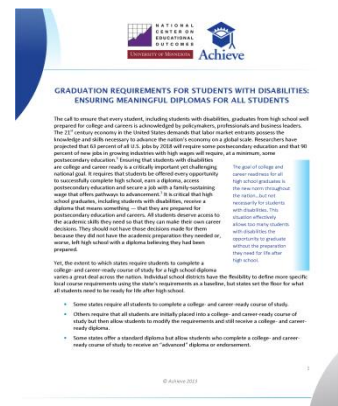 NATIONAL
CENTER ON
EDUCATIONAL
OUTCOMES
UNIVERSITY OF MINNESOTA
Achieve
GRADUATION REQUIREMENTS FOR STUDENTS WITH DISABILITIES:
ENSURING MEANINGFUL DIPLOMAS FOR ALL STUDENTS
The call to ensure that every student, including students with disabilities, graduates from high school well
prepared for college and careers is acknowledged by policymakers, professionals and business leaders.
The 21st century economy in the United States demands that labor market entrants possess the
knowledge and skills necessary to advance the nation's economy on a global scale. Researchers have
projected that 63 percent of all U.S. jobs by 2018 will require some postsecondary education and that 90
percent of new jobs in growing industries with high wages will require, at a minimum, some
postsecondary education. Ensuring that students with disabilities
are college and career ready is a critically important yet challenging
national goal. It requires that students be offered every opportunity
to successfully complete high school, earn a diploma, access
postsecondary education and secure a job with a family-sustaining
wage that offers pathways to advancement. It is critical that high
school graduates, including students with disabilities, receive a
diploma that means something — that they are prepared for
postsecondary education and careers. All students deserve access to
the academic skills they need so that they can make their own career
decisions. They should not have those decisions made for them
because they did not have the academic preparation they needed or,
worse, left high school with a diploma believing they had been
prepared.
The goal of college and
career readiness for all
high school graduates is
the new norm throughout
the nation, but not
necessarily for students
with disabilities. This
situation effectively
allows too many students
with disabilities the
opportunity to graduate
without the preparation
they need for life after
high school.
Yet, the extent to which states require students to complete a
college- and career-ready course of study for a high school diploma
varies a great deal across the nation. Individual school districts have the flexibility to define more specific
local course requirements using the state's requirements as a baseline, but states set the floor for what
all students need to be ready for life after high school.
• Some states require all students to complete a college- and career-ready course of study.
• Others require that all students are initially placed into a college- and career-ready course of
study but then allow students to modify the requirements and still receive a college- and career-
ready diploma.
• Some states offer a standard diploma but allow students who complete a college- and career-
ready course of study to receive an "advanced" diploma or endorsement.
© Achieve 2013